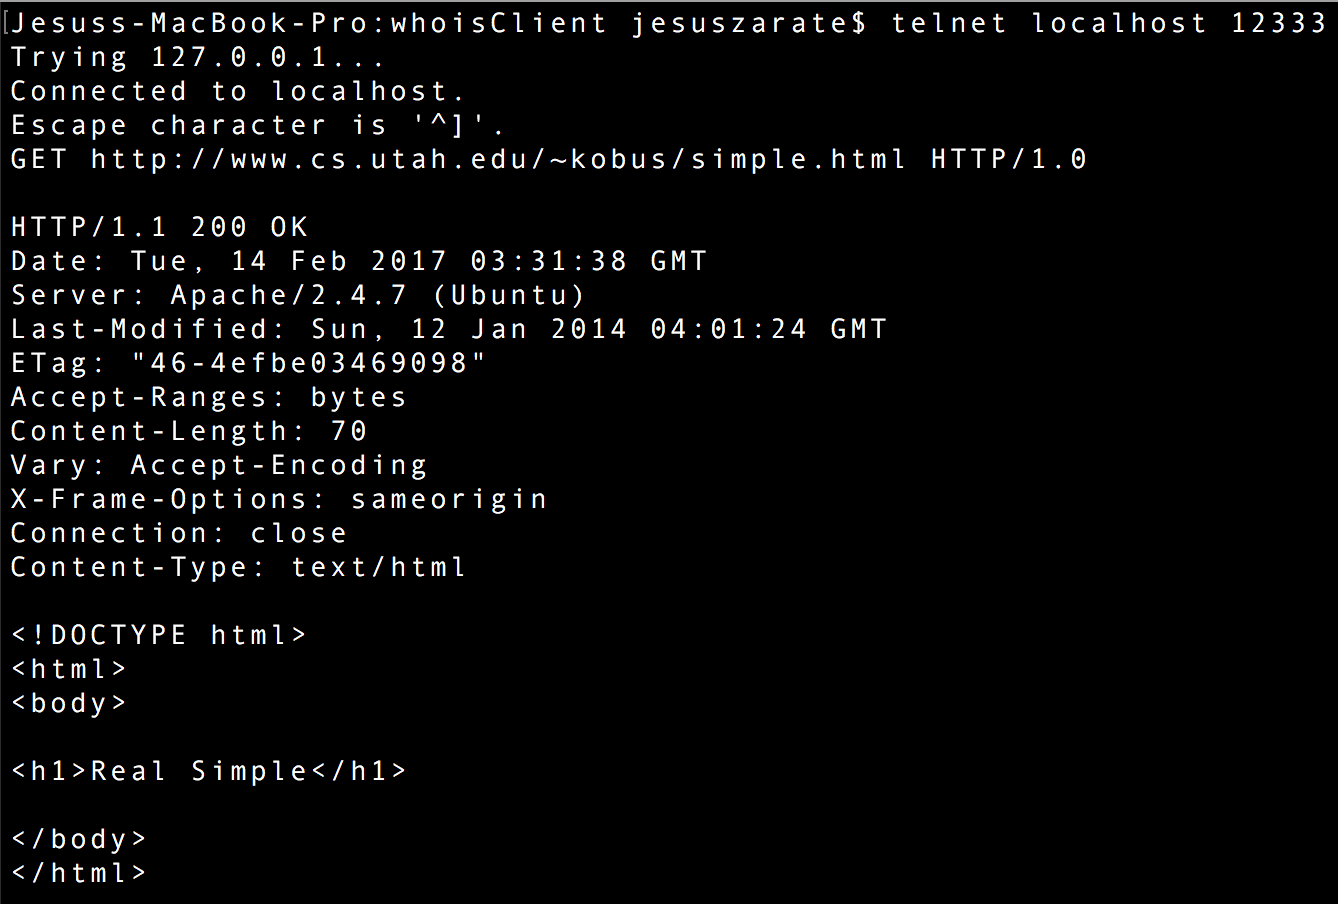 [Jesuss-MacBook-Pro:whoisClient jesuszarate$ telnet localhost 12333
Trying 127.0.0.1...
Connected to localhost.
Escape character is '^]'.
GET http://www.cs.utah.edu/~kobus/simple.html HTTP/1.0

HTTP/1.1 200 OK
Date: Tue, 14 Feb 2017 03:31:38 GMT
Server: Apache/2.4.7 (Ubuntu)
Last-Modified: Sun, 12 Jan 2014 04:01:24 GMT
ETag: "46-4efbe03469098"
Accept-Ranges: bytes
Content-Length: 70
Vary: Accept-Encoding
X-Frame-Options: sameorigin
Connection: close
Content-Type: text/html

<!DOCTYPE html>
<html>
<body>

<h1>Real Simple</h1>

</body>
</html>